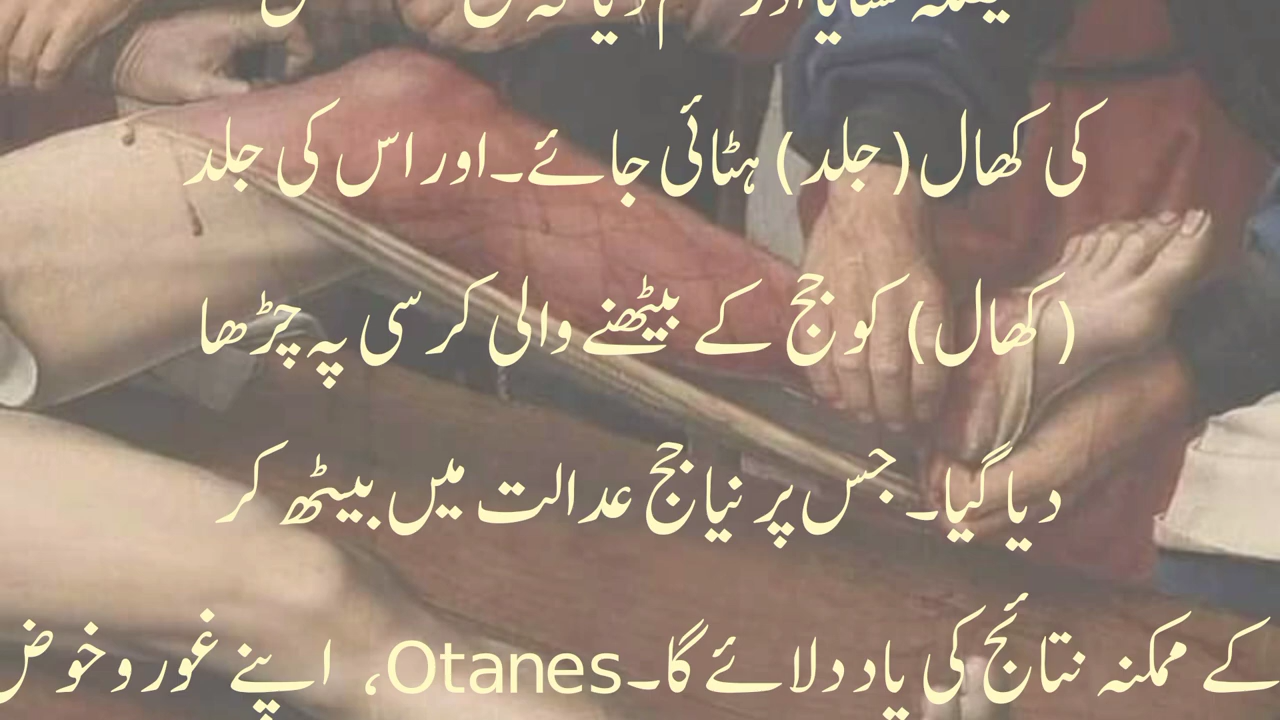 کی کھال (جلد) ہٹائی جائے۔اور اس کی جلد
(کھال) کو جج کے بیٹھنے والی کرسی پہ چڑھا
دیا گیا۔ جس پر نیا جج عدالت میں بیٹھ کر
کے ممکنہ نتائج کی یاد دلائے گا۔Otanes، اپنے غور و خوض